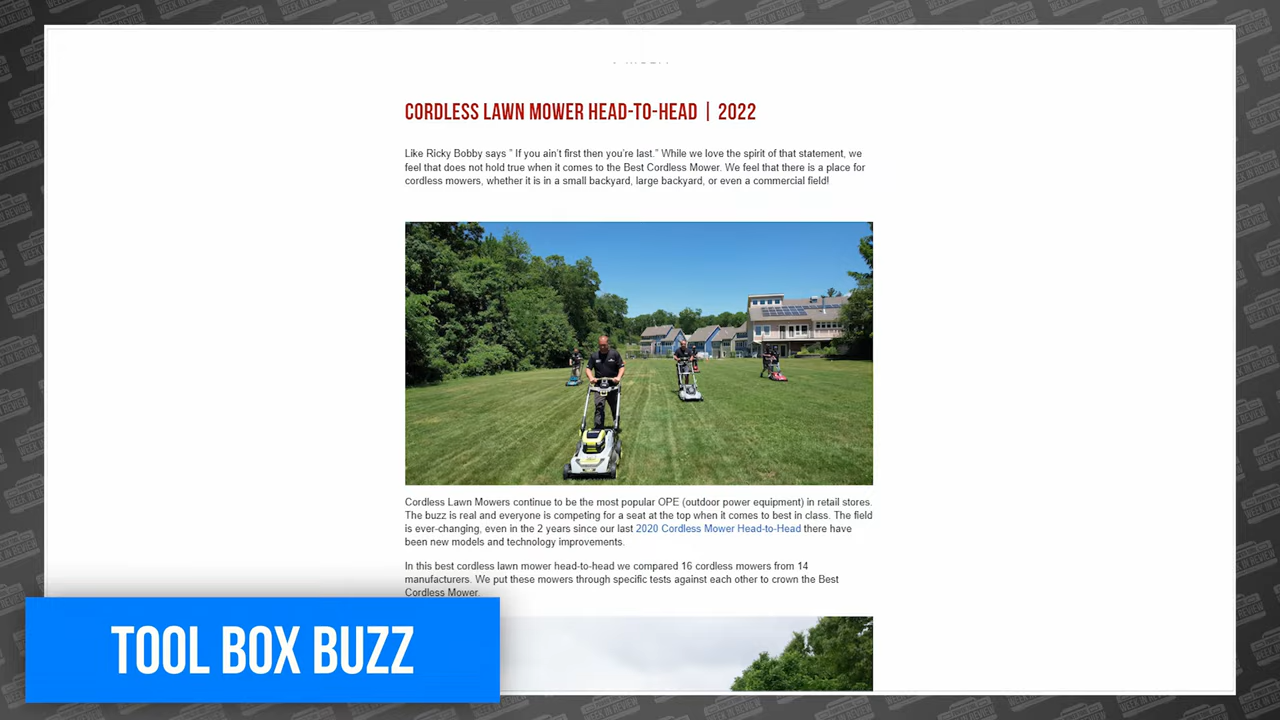 CORDLESS LAWN MOWER HEAD-TO-HEAD | 2022
Like Ricky Bobby says " If you ain't first then you're last." While we love the spirit of that statement, we
feel that does not hold true when it comes to the Best Cordless Mower. We feel that there is a place for
cordless mowers, whether it is in a small backyard, large backyard, or even a commercial field!
Cordless Lawn Mowers continue to be the most popular OPE (outdoor power equipment) in retail stores.
The buzz is real and everyone is competing for a seat at the top when it comes to best in class. The field
is ever-changing, even in the 2 years since our last 2020 Cordless Mower Head-to-Head there have
been new models and technology improvements.
In this best cordless lawn mower head-to-head we compared 16 cordless mowers from 14
manufacturers. We put these mowers through specific tests against each other to crown the Best
Cordless Mower.
TOOL BOX BUZZ